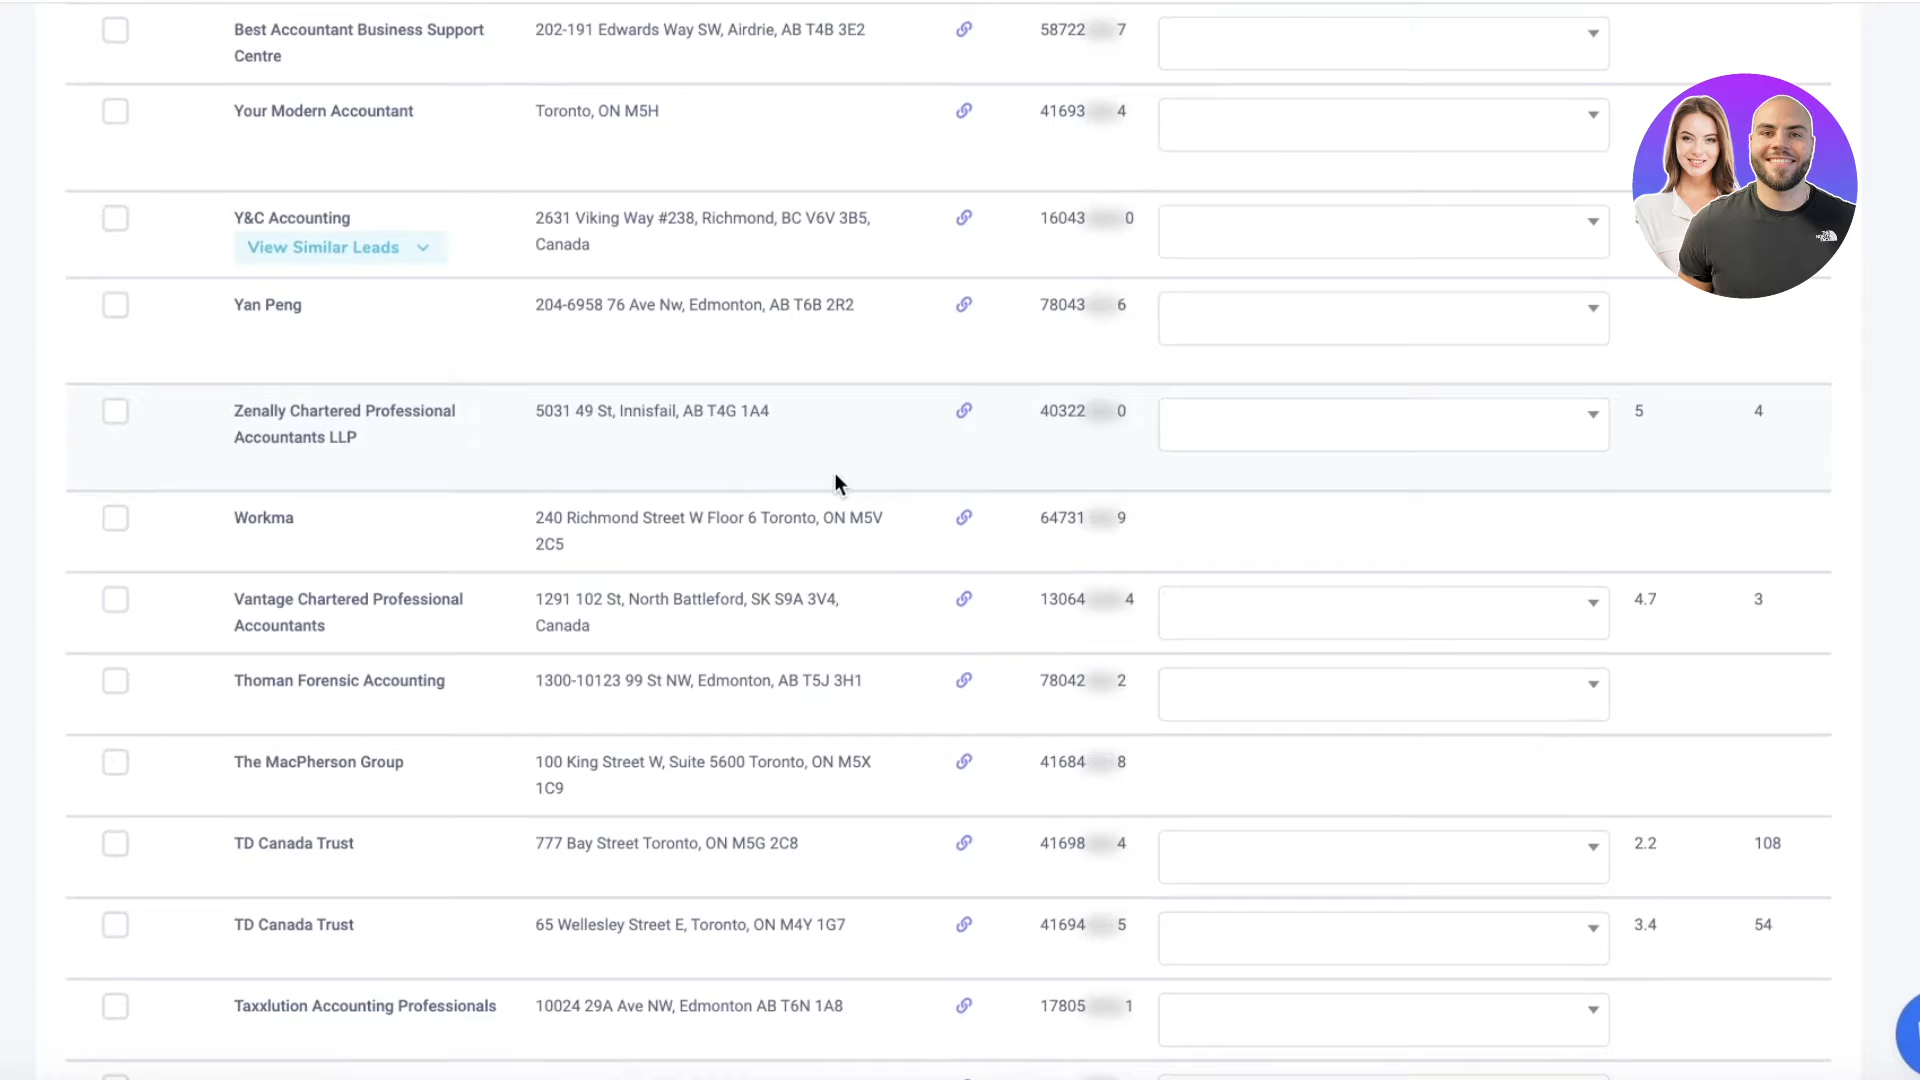 Best Accountant Business Support
Centre
202-191 Edwards Way SW, Airdrie, AB T4B 3E2
58722 7
Your Modern Accountant
Toronto, ON M5H
41693 4
Y&C Accounting
View Similar Leads
2631 Viking Way #238, Richmond, BC V6V 3B5,
Canada
16043 0
Yan Peng
204-6958 76 Ave Nw, Edmonton, AB T6B 2R2
78043 6
Zenally Chartered Professional
Accountants LLP
5031 49 St, Innisfail, AB T4G 1A4
40322 0
5
4
Workma
240 Richmond Street W Floor 6 Toronto, ON M5V
2C5
64731 9
Vantage Chartered Professional
Accountants
1291 102 St, North Battleford, SK S9A 3V4,
Canada
13064 4
4.7
3
Thoman Forensic Accounting
1300-10123 99 St NW, Edmonton, AB T5J 3H1
78042 2
The MacPherson Group
100 King Street W, Suite 5600 Toronto, ON M5X
1C9
41684 8
TD Canada Trust
777 Bay Street Toronto, ON M5G 2C8
41698 4
2.2
108
TD Canada Trust
65 Wellesley Street E, Toronto, ON M4Y 1G7
41694 5
3.4
54
Taxxlution Accounting Professionals
10024 29A Ave NW, Edmonton AB T6N 1A8
17805 1
THE
NORTH
FACE